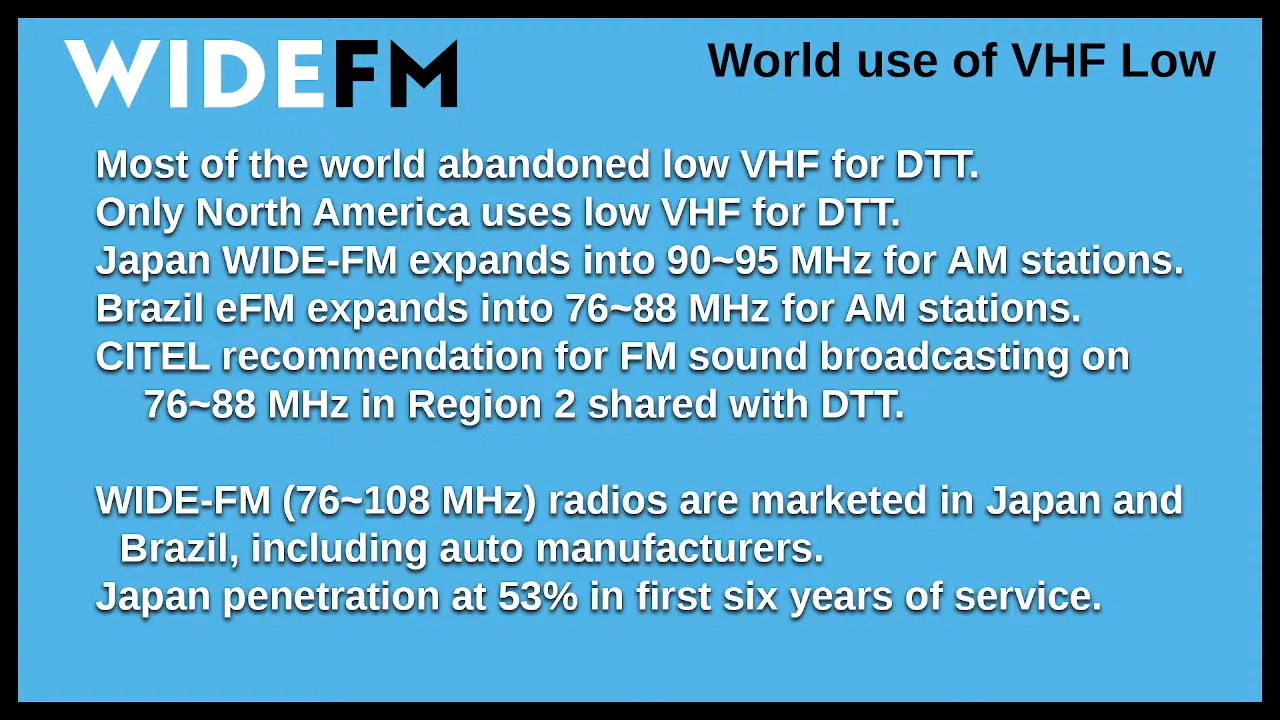 WIDEFM
World use of VHF Low
Most of the world abandoned low VHF for DTT.
Only North America uses low VHF for DTT.
Japan WIDE-FM expands into 90~95 MHz for AM stations.
Brazil eFM expands into 76~88 MHz for AM stations.
CITEL recommendation for FM sound broadcasting on
76~88 MHz in Region 2 shared with DTT.
WIDE-FM (76~108 MHz) radios are marketed in Japan and
Brazil, including auto manufacturers.
Japan penetration at 53% in first six years of service.